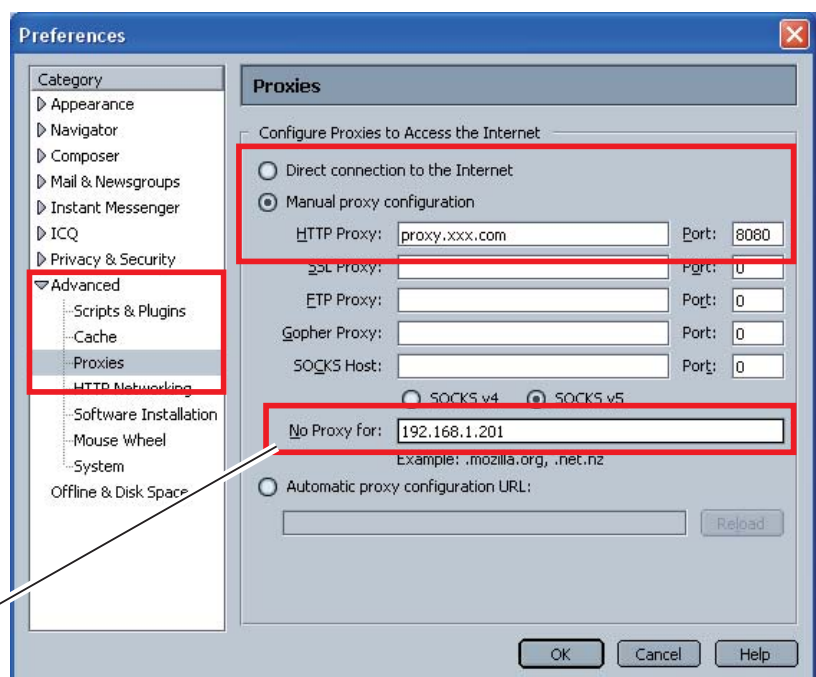 Preferences
Category
Appearance
Navigator
Composer
Mail & Newsgroups
Instant Messenger
ICQ
Privacy & Security
Advanced
Scripts & Plugins
Cache
Proxies
HTTP Networking
Software Installation
Mouse Wheel
System
Offline & Disk Space
Proxies
Configure Proxies to Access the Internet
Direct connection to the Internet
Manual proxy configuration
HTTP Proxy: proxy.xxx.com Port: 8080
SSL Proxy: Port: 0
FTP Proxy: Port: 0
Gopher Proxy: Port: 0
SOCKS Host: Port: 0
SOCKS v4 SOCKS v5
No Proxy for: 192.168.1.201
Example: .mozilla.org, .net.nz
Automatic proxy configuration URL:
Reload
OK Cancel Help